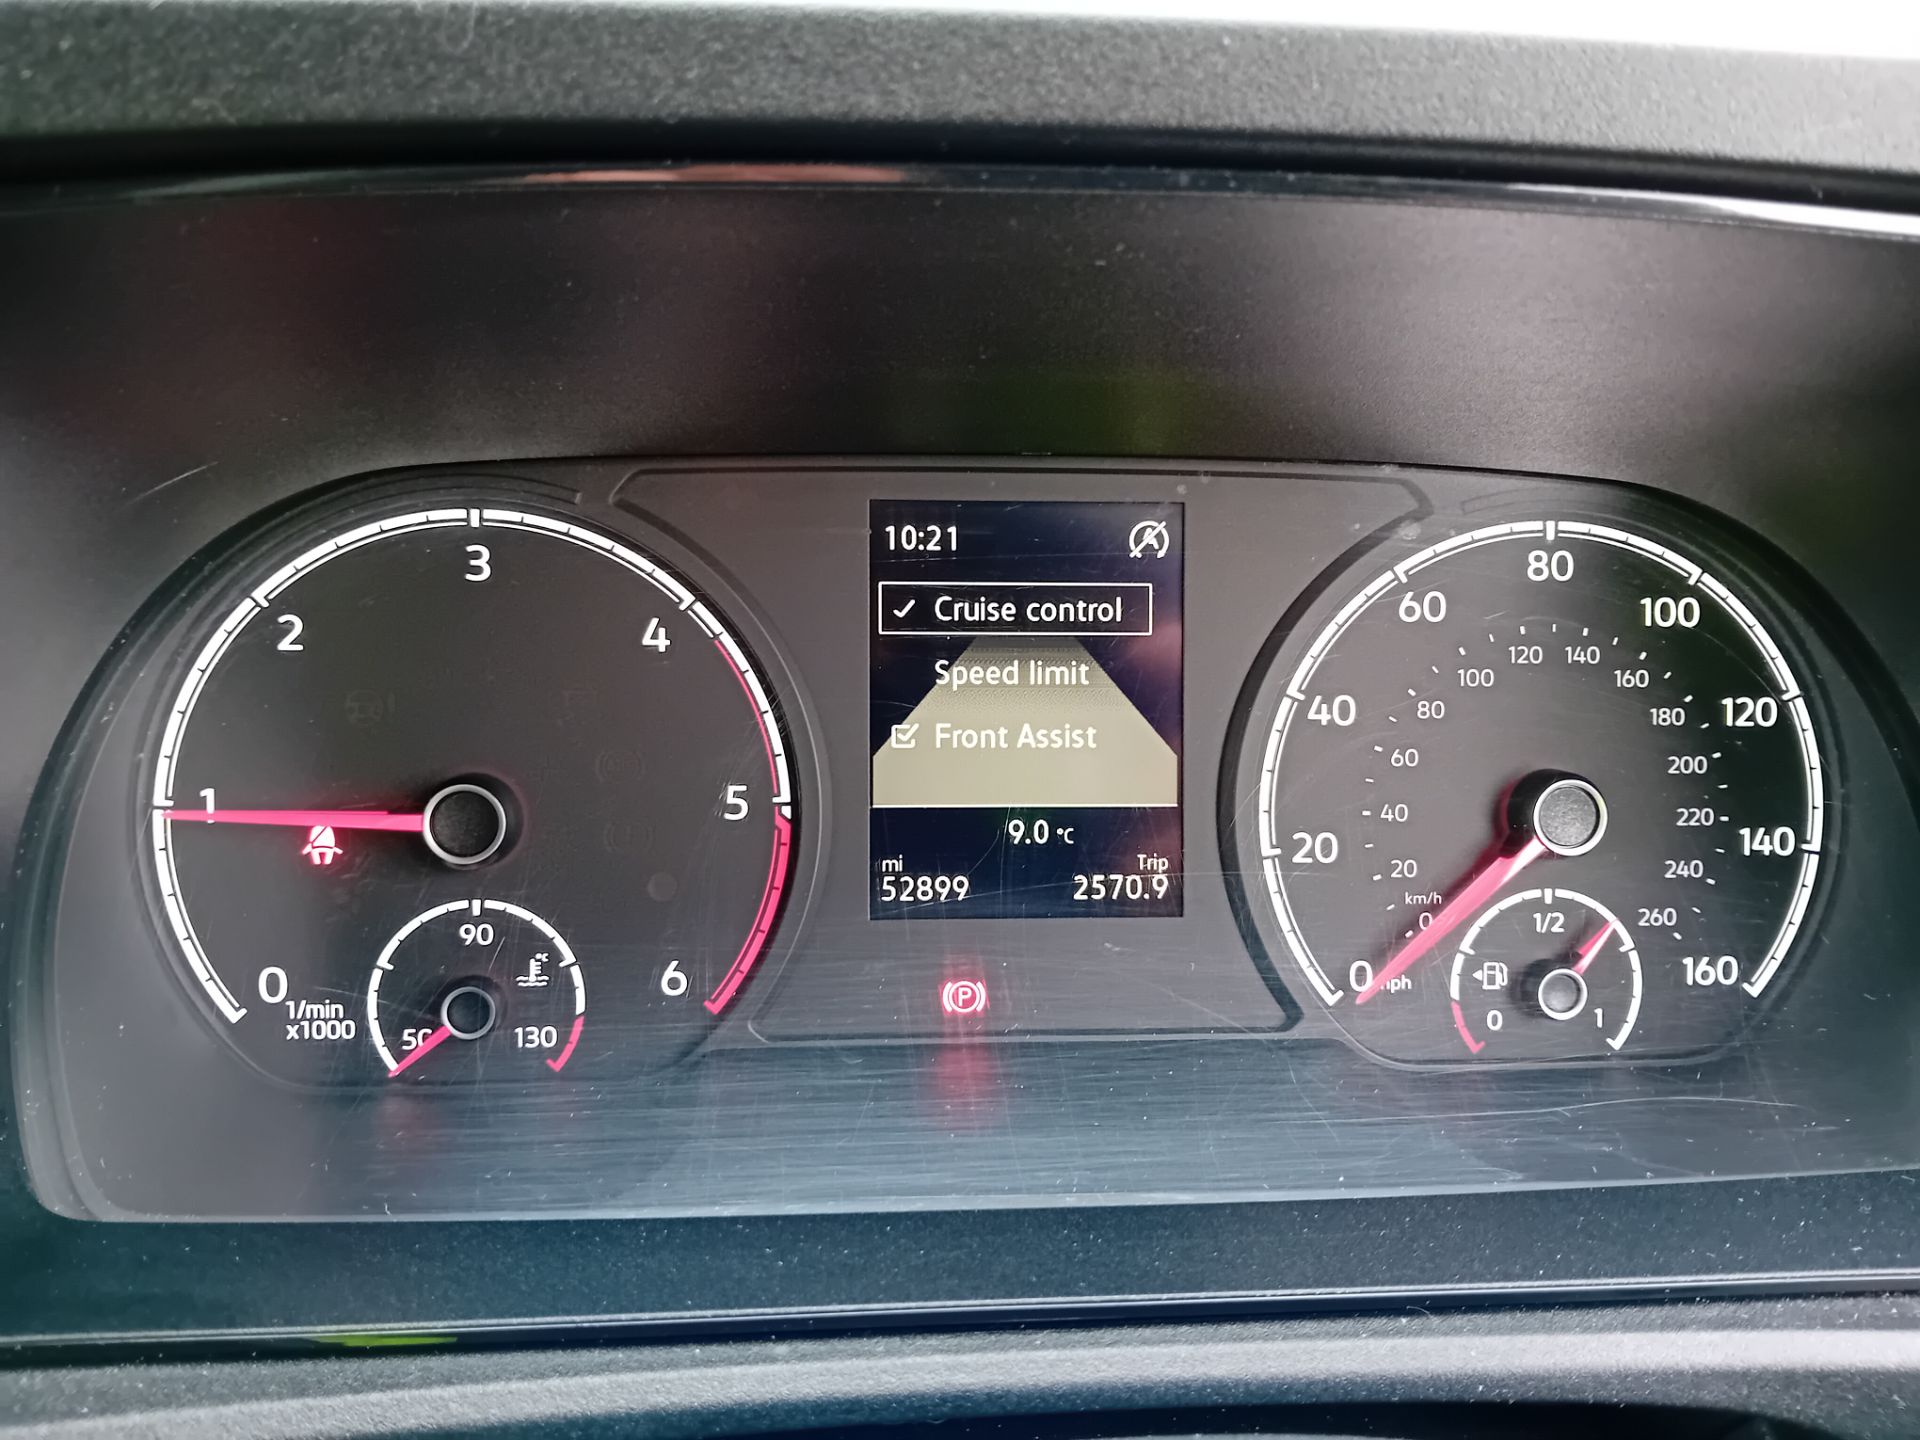 10:21
Cruise control
Speed limit
Front Assist
9.0 °C
mi Trip
52899 2570.9
0 1 2 3 4 5 6
1/min
x1000
50 90 130
°C
0 20 40 60 80 100 120 140 160
mph
0 20 40 60 80 100 120 140 160 180 200 220 240 260
km/h
0 1/2 1
P